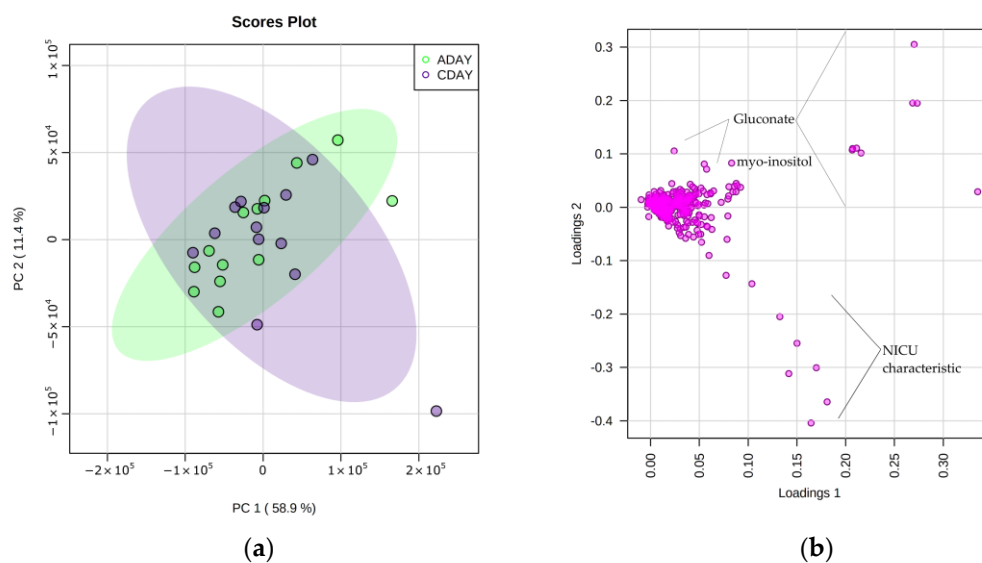 Scores Plot
ADAY
CDAY
1×10⁵
5×10⁴
0
−5×10⁴
−1×10⁵
PC 2 ( 11.4 %)
−2×10⁵ −1×10⁵ 0 1×10⁵ 2×10⁵
PC 1 ( 58.9 %)
(a)
0.3
0.2
0.1
0.0
-0.1
-0.2
-0.3
-0.4
Loadings 2
Gluconate
myo-inositol
NICU
characteristic
0.00 0.05 0.10 0.15 0.20 0.25 0.30
Loadings 1
(b)